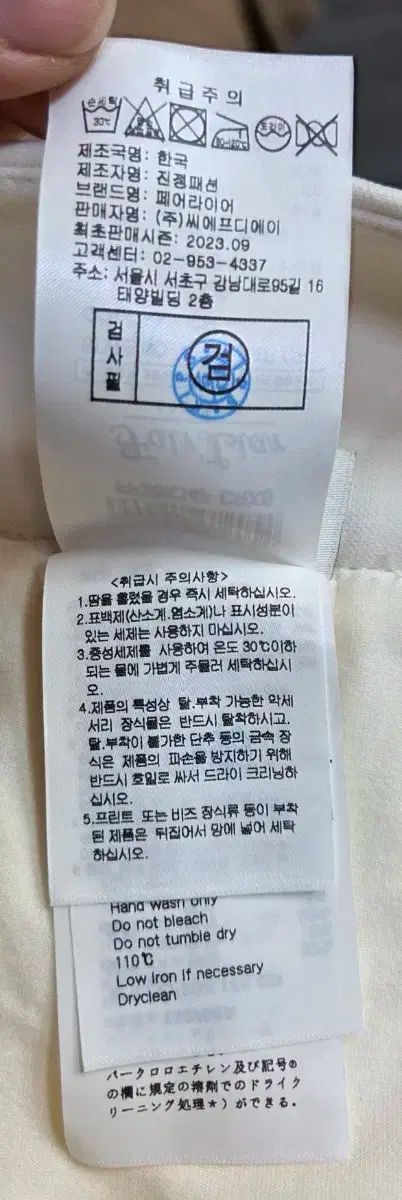 취급주의
손세탁 30℃ 80-120℃ 드라이
제조국명: 한국
제조자명: 진쟁패션
브랜드명: 페어라이어
판매자명: (주)씨에프디에이
최초판매시즌: 2023.09
고객센터: 02-953-4337
주소: 서울시 서초구 강남대로95길 16
태양빌딩 2층
검사필
검
<취급시 주의사항>
1.땀을 흘렸을 경우 즉시 세탁하십시오.
2.표백제(산소계.염소계)나 표시성분이
있는 세제는 사용하지 마십시오.
3.중성세제를 사용하여 온도 30℃이하
되는 물에 가볍게 주물러 세탁하십시
오.
4.제품의 특성상 탈.부착 가능한 악세
서리 장식물은 반드시 탈착하시고.
탈.부착이 불가한 단추 등의 금속 장
식은 제품의 파손을 방지하기 위해
반드시 호일로 싸서 드라이 크리닝하
십시오.
5.프린트 또는 비즈 장식류 등이 부착
된 제품은 뒤집어서 망에 넣어 세탁
하십시오.
Hand wash only
Do not bleach
Do not tumble dry
110℃
Low iron if necessary
Dryclean
パークロロエチレン及び記号Ⓟ
の欄に規定の溶剤でのドライク
リーニング処理*)ができる。